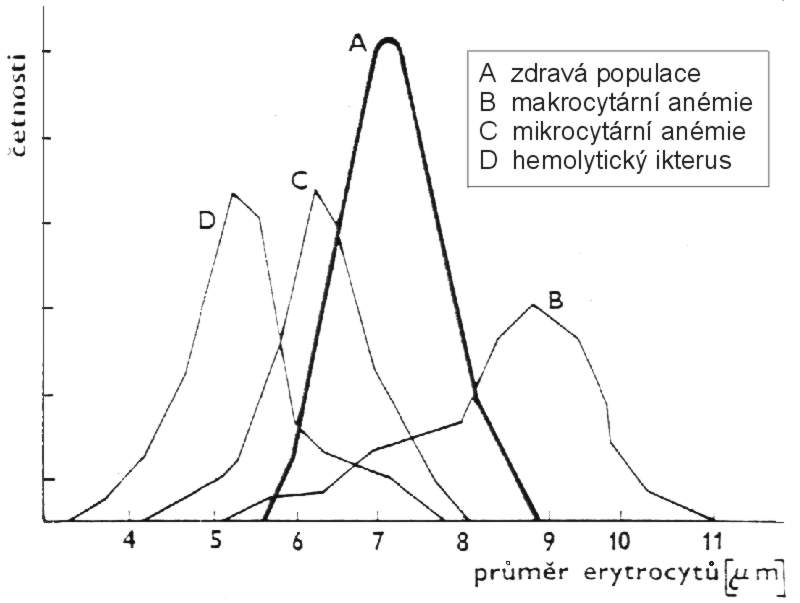 četnosti
A
A zdravá populace
B makrocytární anémie
C mikrocytární anémie
D hemolytický ikterus
C
D
B
4 5 6 7 8 9 10 11
průměr erytrocytů [μm]